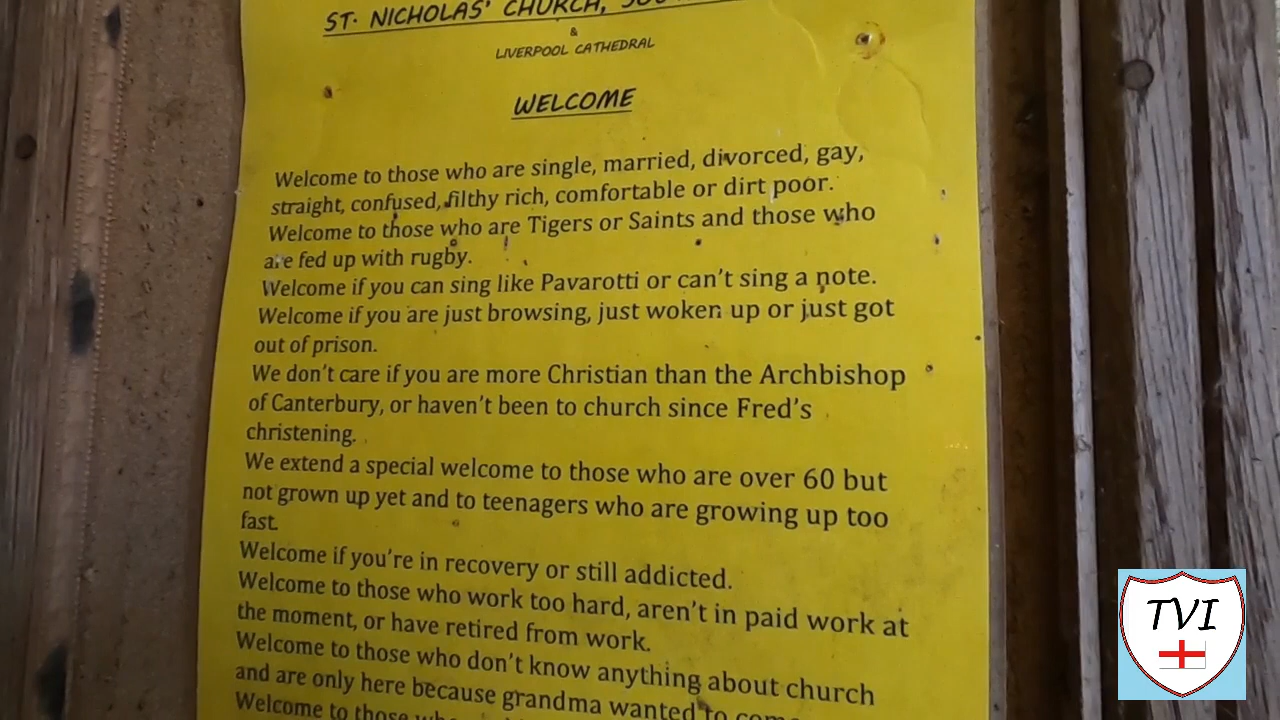 ST. NICHOLAS' CHURCH,
&
LIVERPOOL CATHEDRAL
WELCOME
Welcome to those who are single, married, divorced, gay,
straight, confused, filthy rich, comfortable or dirt poor.
Welcome to those who are Tigers or Saints and those who
are fed up with rugby.
Welcome if you can sing like Pavarotti or can't sing a note.
Welcome if you are just browsing, just woken up or just got
out of prison.
We don't care if you are more Christian than the Archbishop
of Canterbury, or haven't been to church since Fred's
christening.
We extend a special welcome to those who are over 60 but
not grown up yet and to teenagers who are growing up too
fast.
Welcome if you're in recovery or still addicted.
Welcome to those who work too hard, aren't in paid work at
the moment, or have retired from work.
Welcome to those who don't know anything about church
and are only here because grandma wanted to come
Welcome to those
TVI